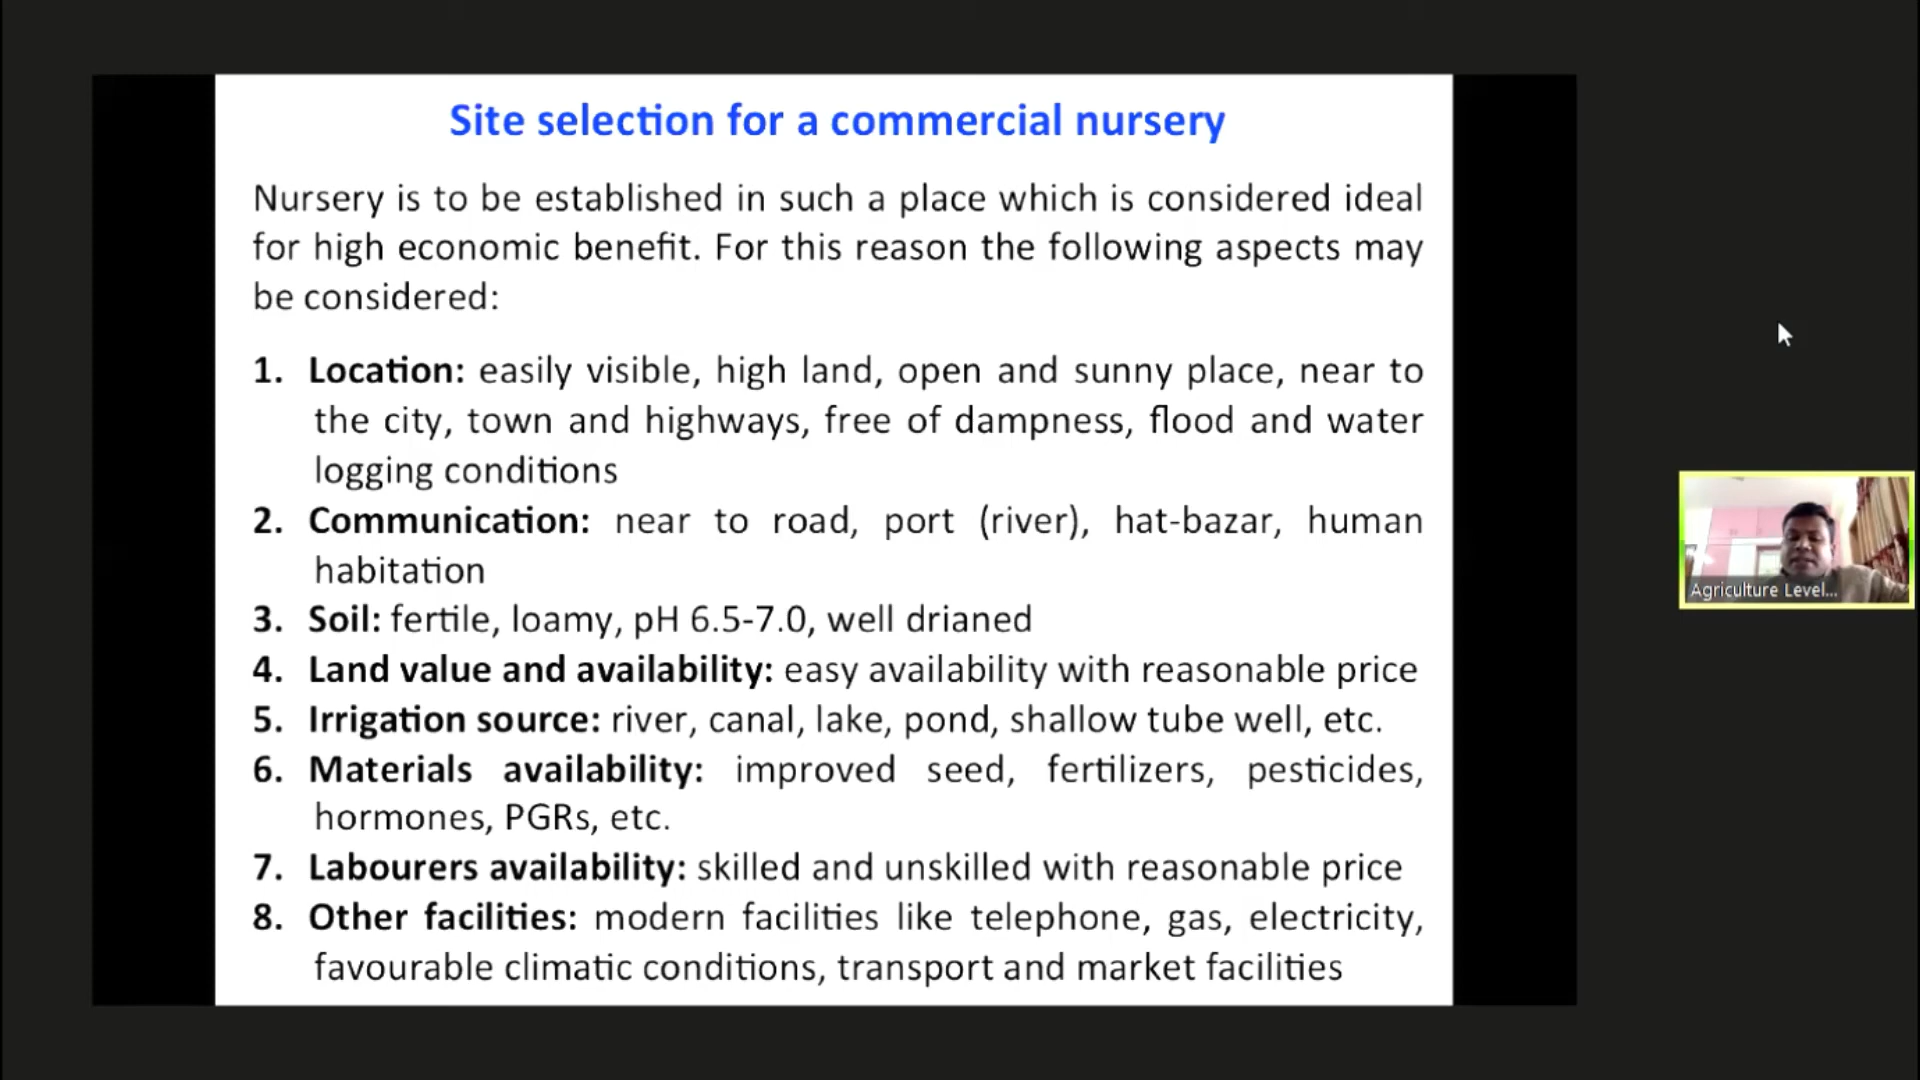 Site selection for a commercial nursery
Nursery is to be established in such a place which is considered ideal
for high economic benefit. For this reason the following aspects may
be considered:
1. Location: easily visible, high land, open and sunny place, near to
the city, town and highways, free of dampness, flood and water
logging conditions
2. Communication: near to road, port (river), hat-bazar, human
habitation
3. Soil: fertile, loamy, pH 6.5-7.0, well drianed
4. Land value and availability: easy availability with reasonable price
5. Irrigation source: river, canal, lake, pond, shallow tube well, etc.
6. Materials availability: improved seed, fertilizers, pesticides,
hormones, PGRs, etc.
7. Labourers availability: skilled and unskilled with reasonable price
8. Other facilities: modern facilities like telephone, gas, electricity,
favourable climatic conditions, transport and market facilities
Agriculture Level...